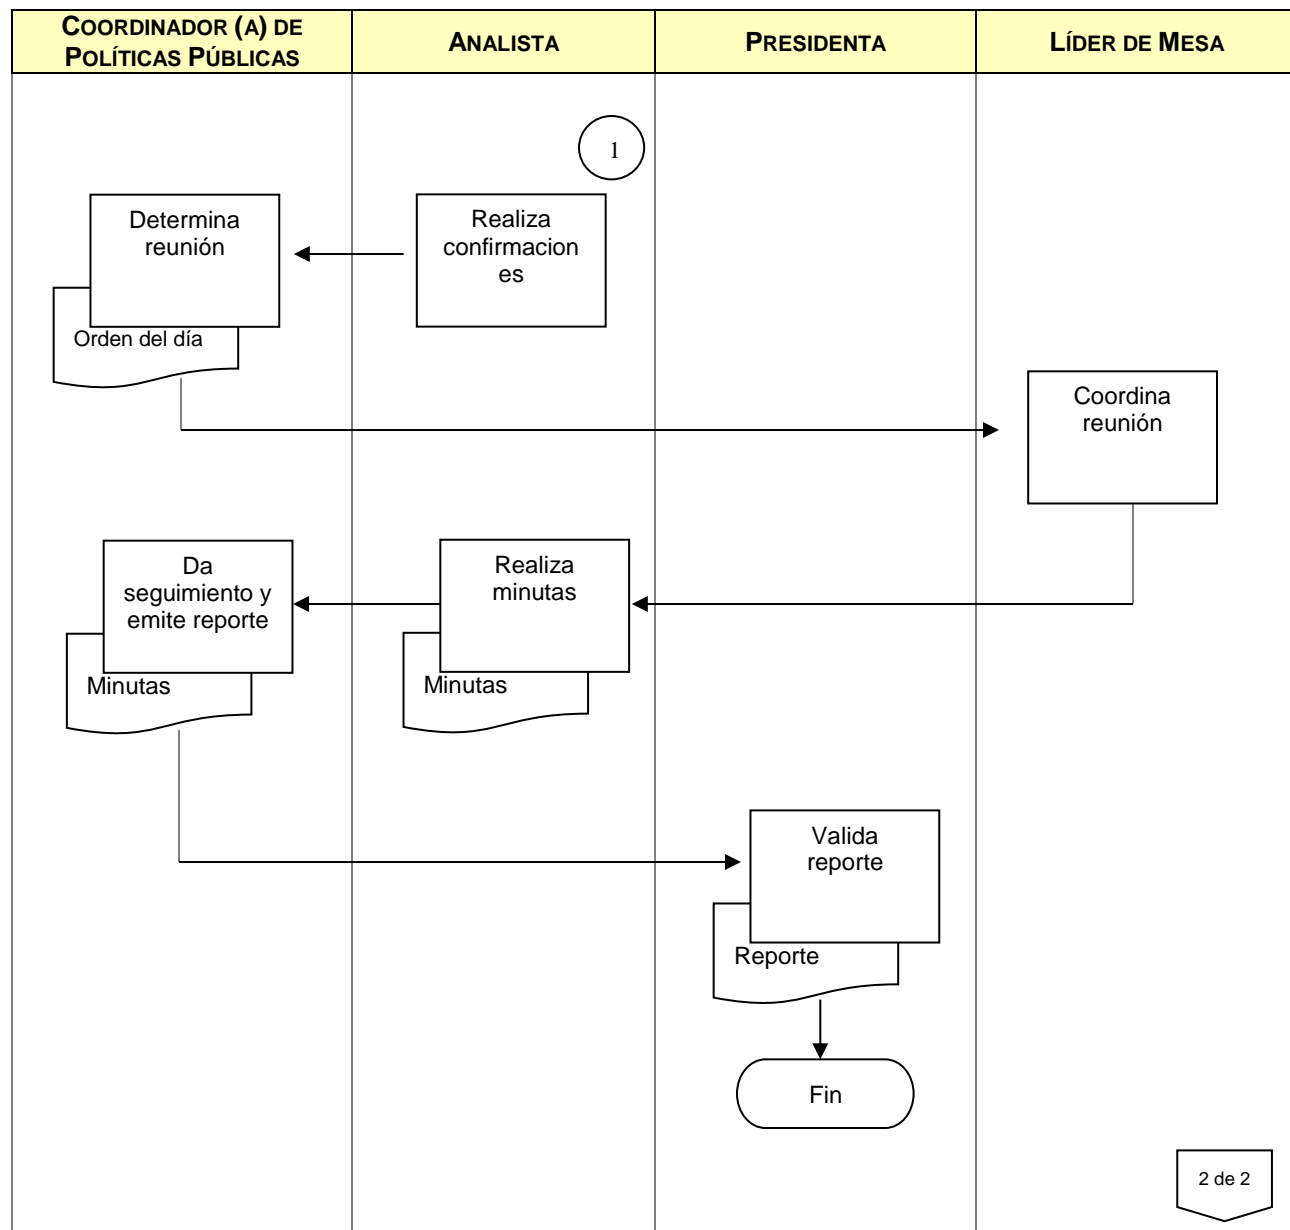 COORDINADOR (A) DE
POLÍTICAS PÚBLICAS
ANALISTA
PRESIDENTA
LÍDER DE MESA
1
Determina
reunión
Realiza
confirmacion
es
Orden del día
Coordina
reunión
Da
seguimiento y
emite reporte
Realiza
minutas
Minutas
Minutas
Valida
reporte
Reporte
Fin
2 de 2